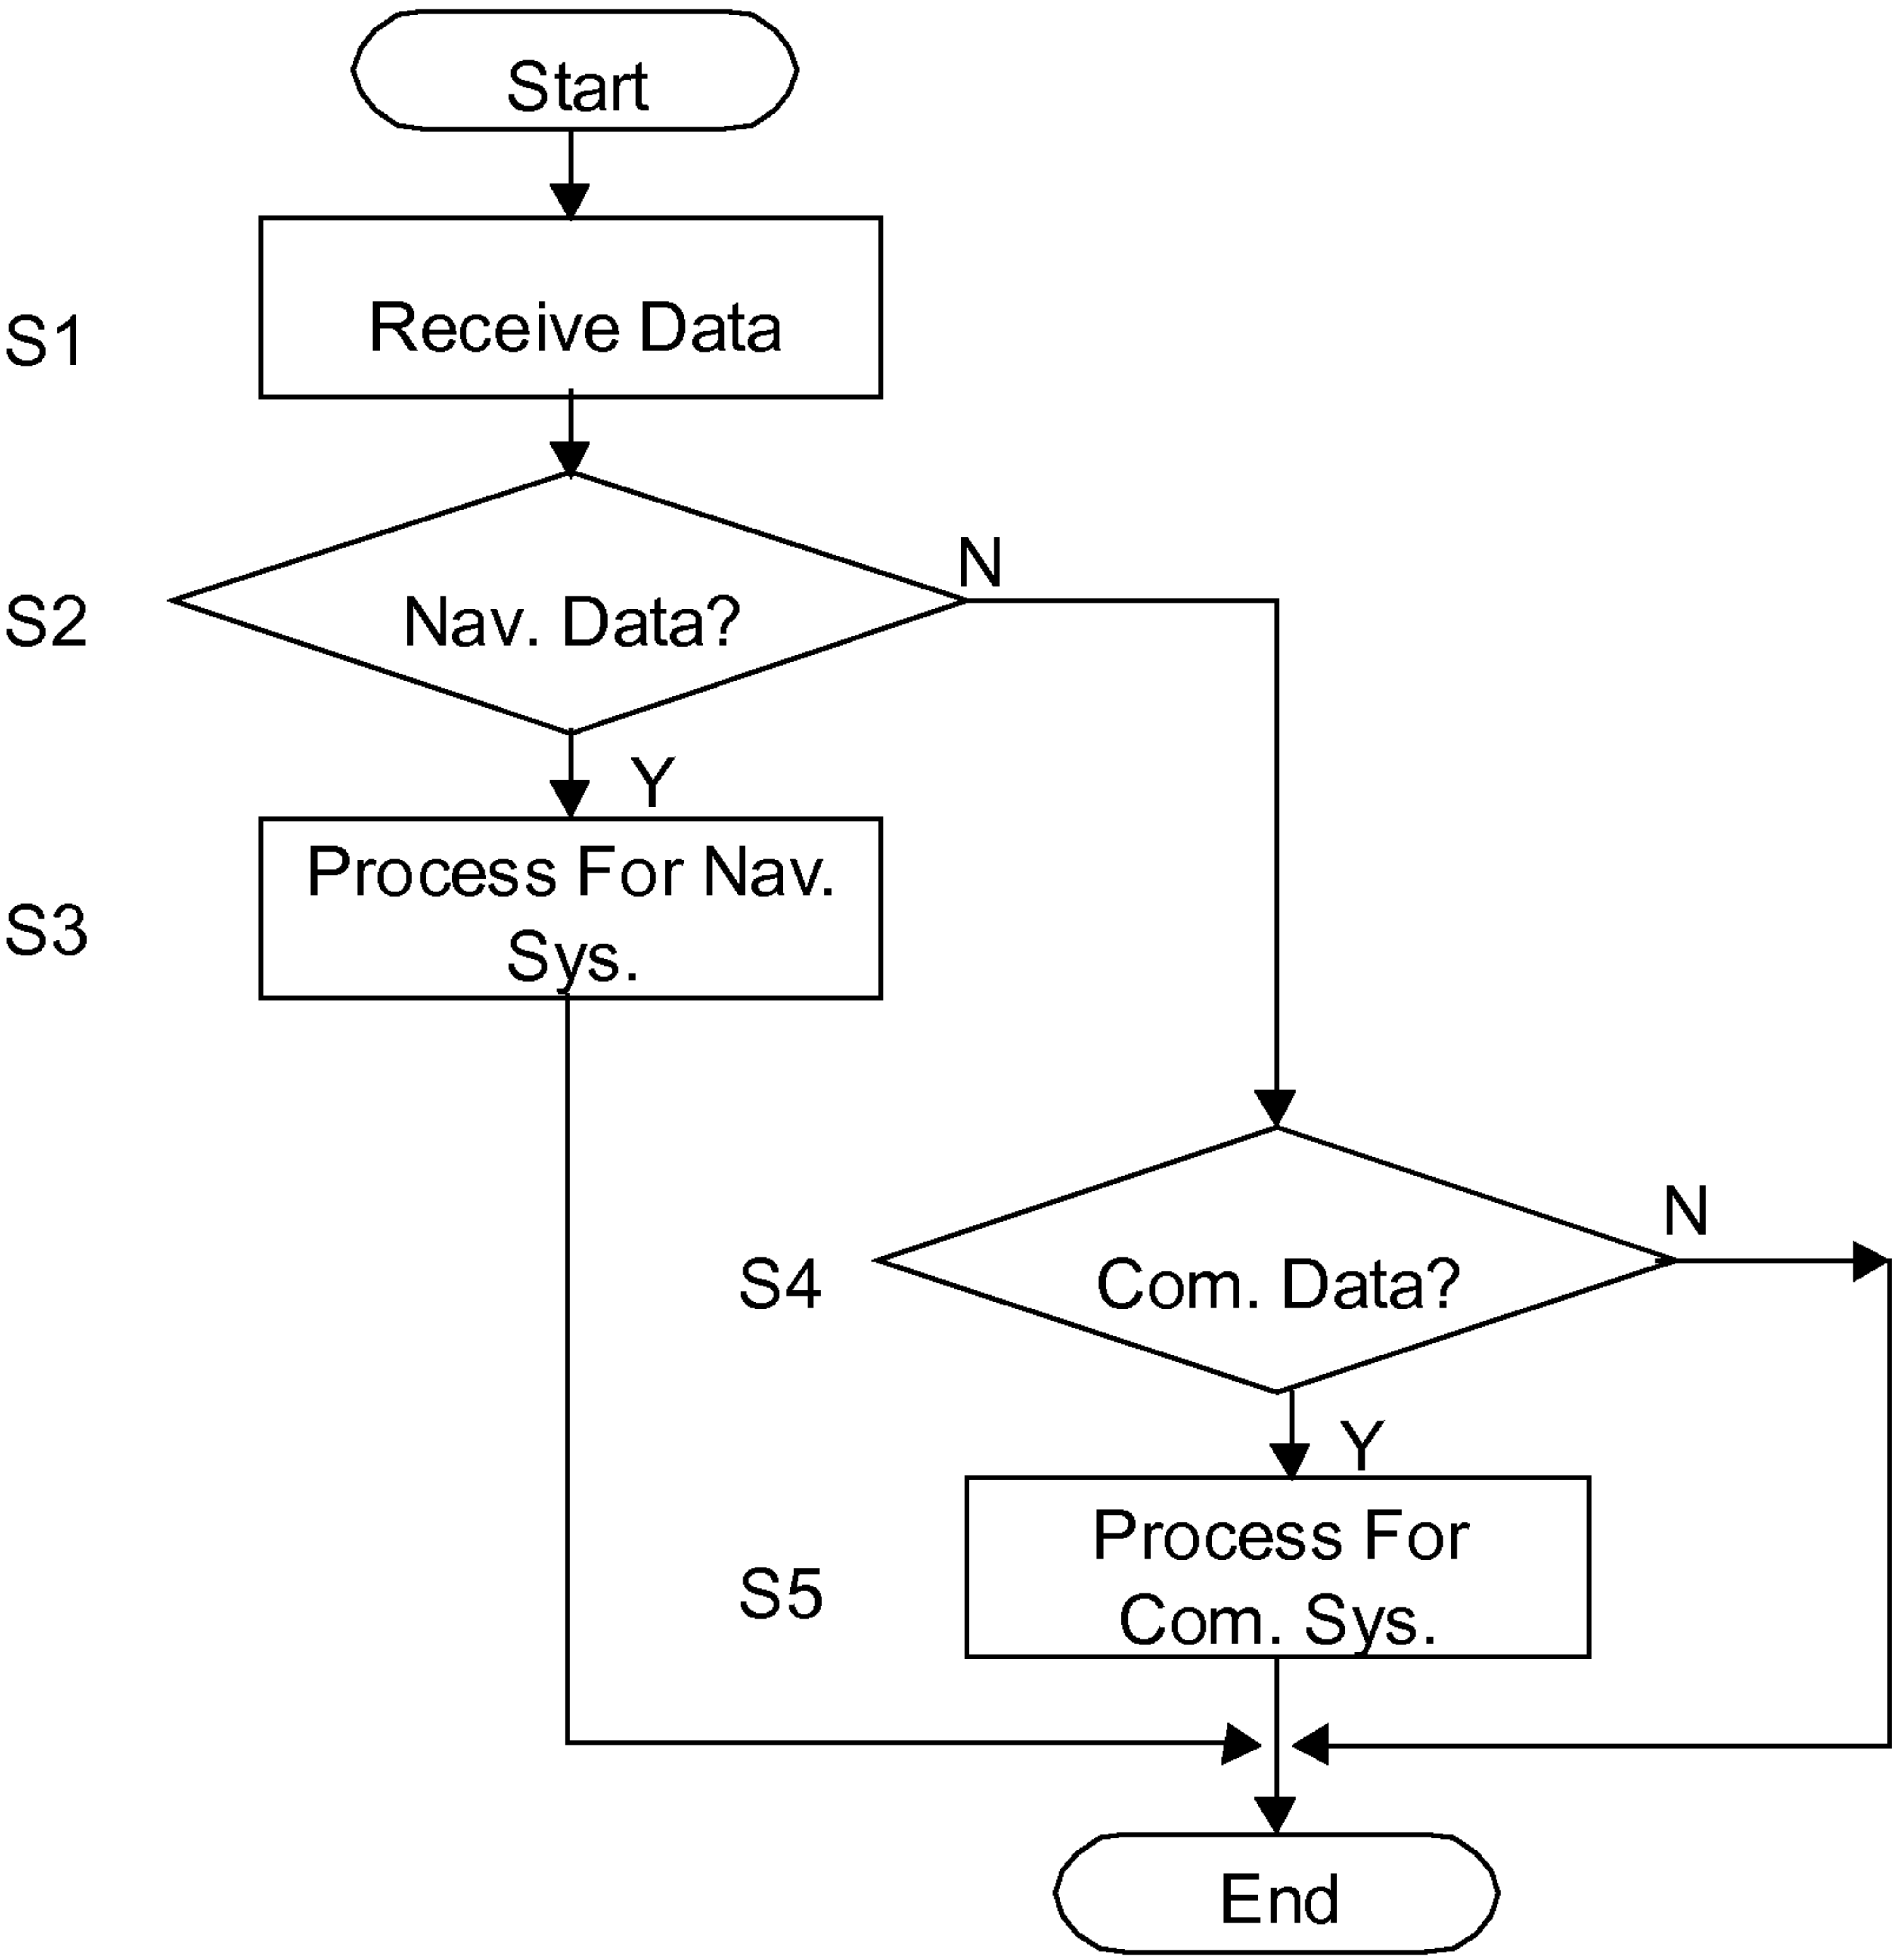 Start
S1
Receive Data
N
S2
Nav. Data?
Y
Process For Nav.
S3
Sys.
N
S4
Com. Data?
Y
Process For
S5
Com. Sys.
End